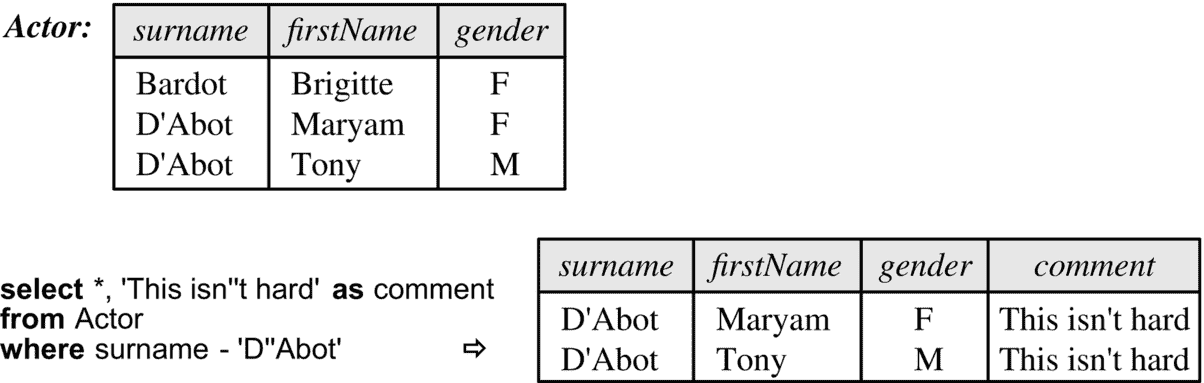 Actor:
surname firstName gender
Bardot Brigitte F
D'Abot Maryam F
D'Abot Tony M
surname firstName gender comment
select *, 'This isn''t hard' as comment
from Actor
where surname - 'D''Abot' ⇨
D'Abot Maryam F This isn't hard
D'Abot Tony M This isn't hard